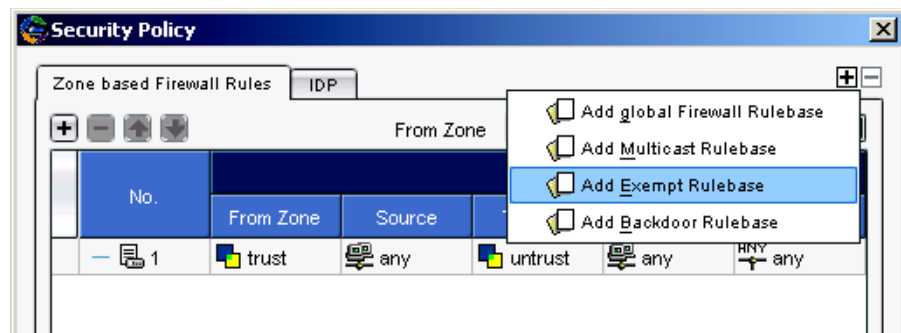 Security Policy
Zone based Firewall Rules IDP
From Zone
Add global Firewall Rulebase
Add Multicast Rulebase
Add Exempt Rulebase
Add Backdoor Rulebase
No. From Zone Source T
1 trust any untrust any ANY any